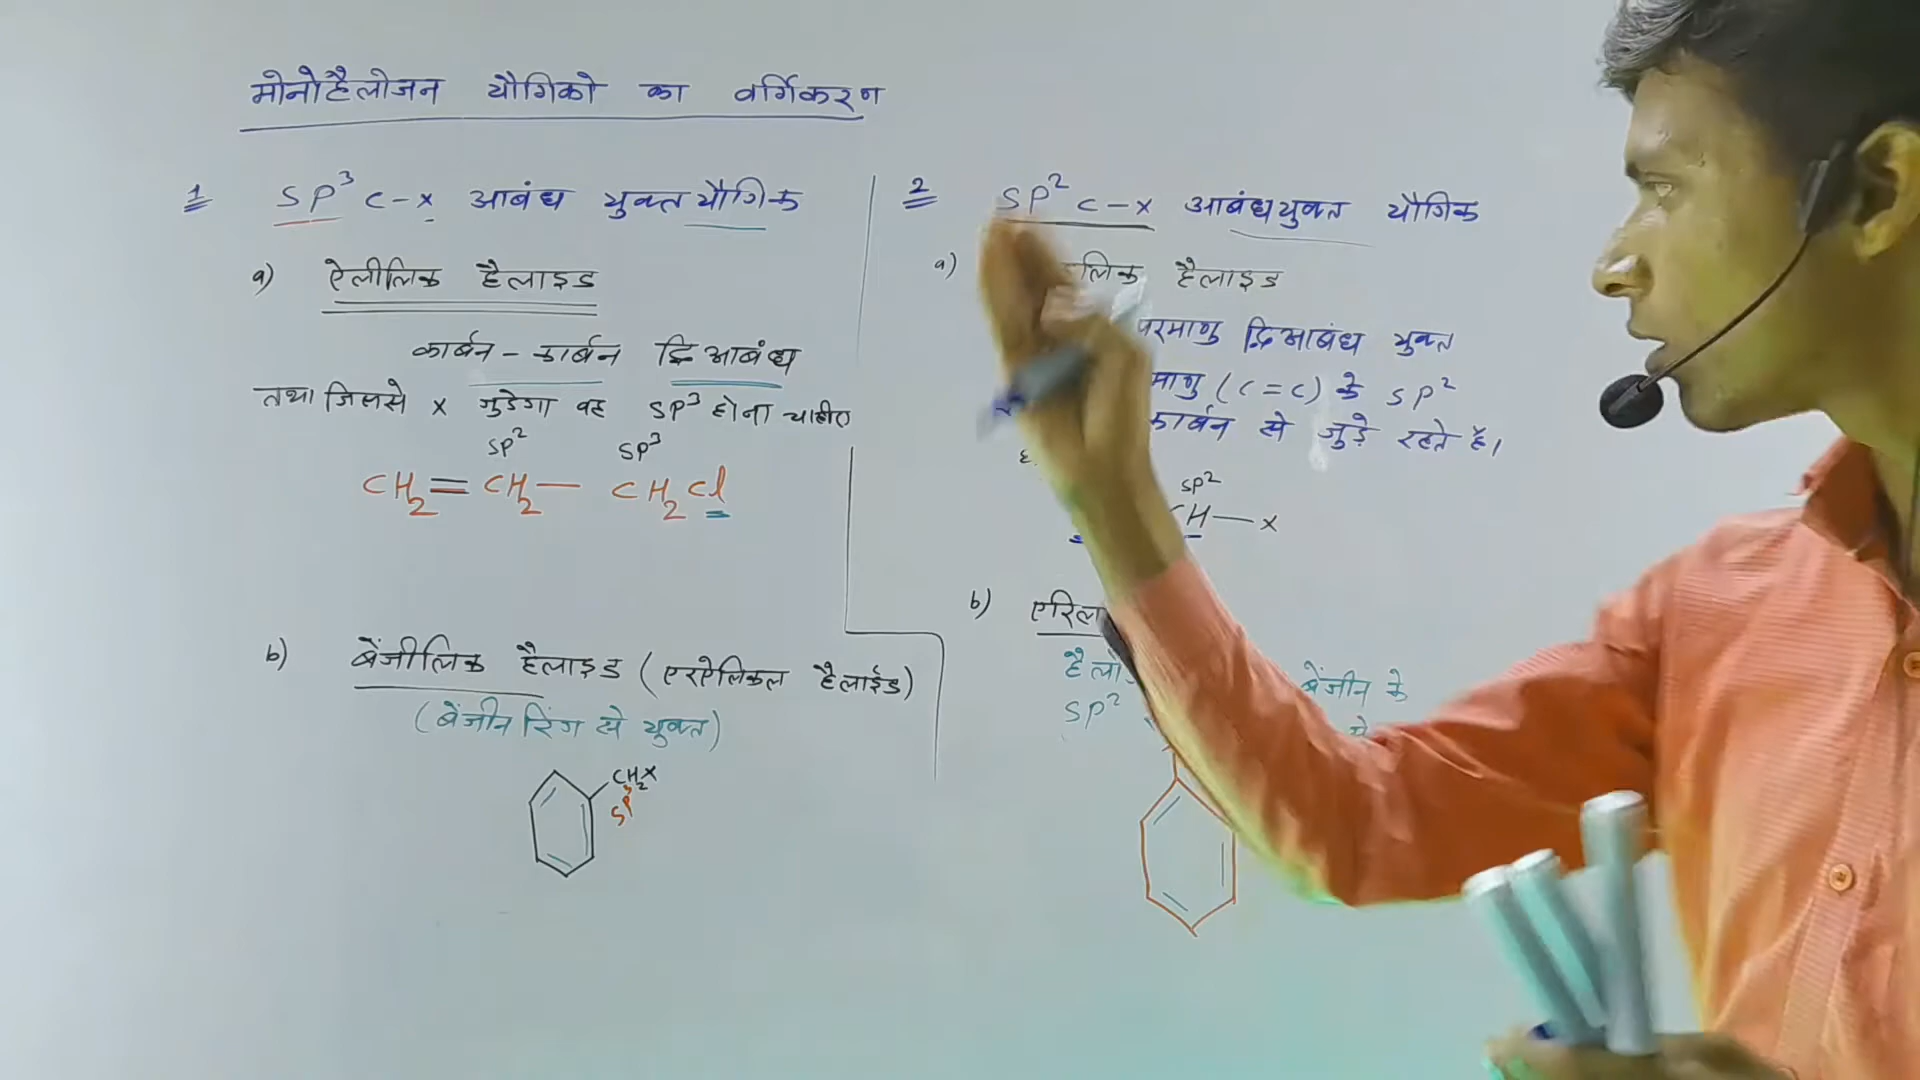 मोनोहैलोजन यौगिको का वर्गिकरण
1 SP³ C-X आबंध युक्त यौगिक
a) ऐलीलिक हैलाइड
कार्बन - कार्बन द्विआबंध
तथा जिससे X जुडेगा वह SP³ होना चाहीए
SP² SP³
CH₂=CH₂— CH₂Cl
b) बेंजीलिक हैलाइड (एरऐलिकल हैलाईड)
(बेंजीन रिंग से युक्त)
CH₂X
SP³
2 SP² C-X आबंधयुक्त यौगिक
a) लिक हैलाइड
परमाणु द्विआबंध युक्त
माणु (C=C) के SP²
कार्बन से जुड़े रहते है।
SP²
CH—X
b) एरिल
हैलो बेंजीन के
SP² से